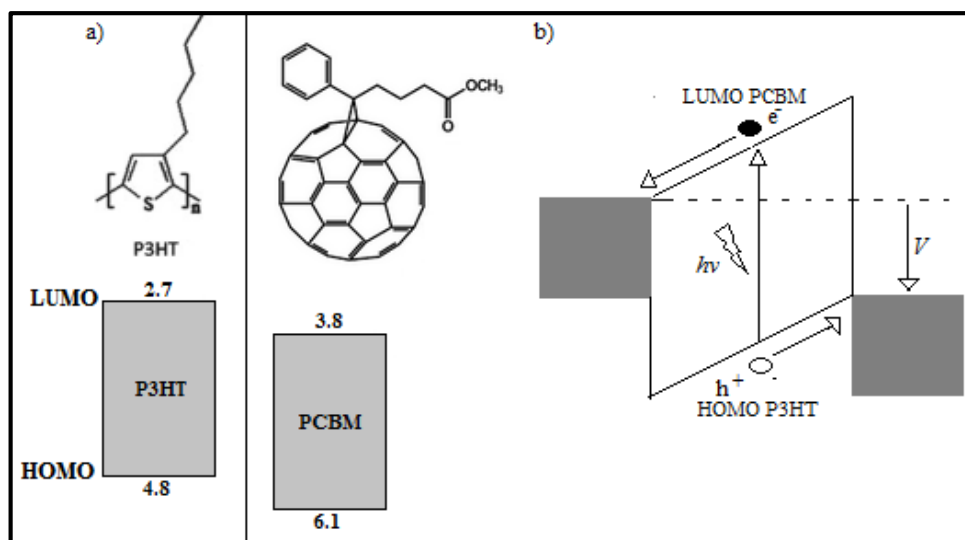 a)
OCH₃
O
S
n
P3HT
LUMO
2.7
P3HT
HOMO
4.8
3.8
PCBM
6.1
b)
LUMO PCBM
e⁻
hν
V
h⁺
HOMO P3HT